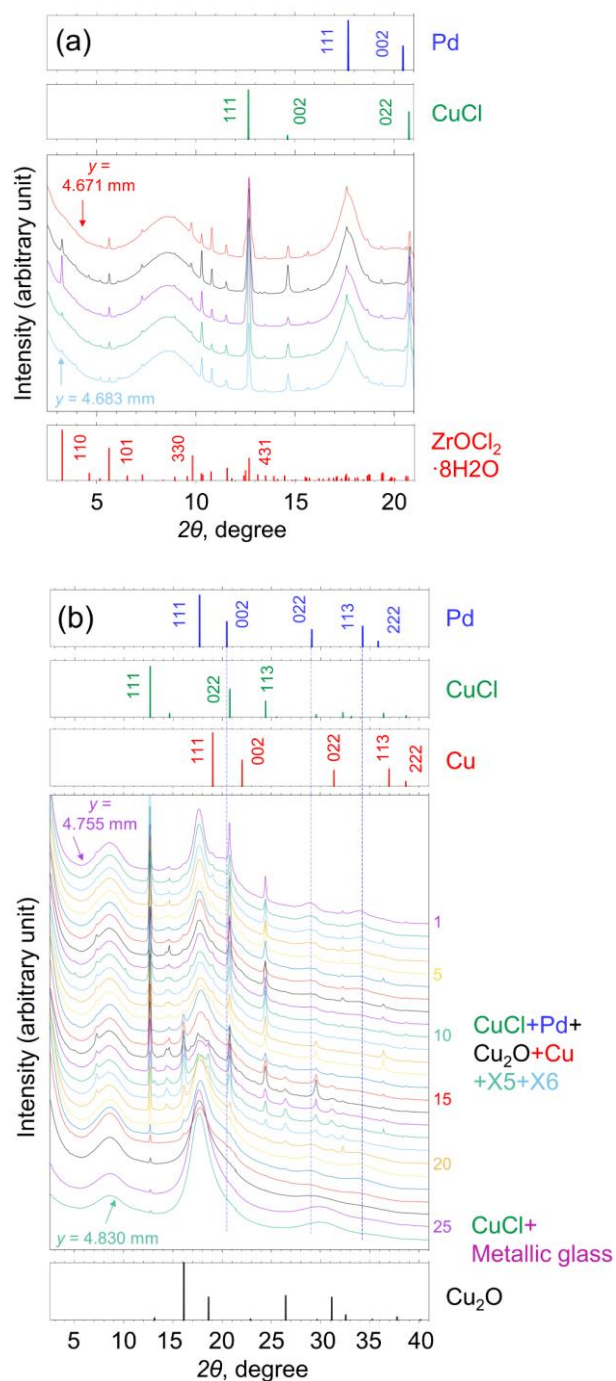 (a)
111
002
Pd
111
002
022
CuCl
Intensity (arbitrary unit)
y =
4.671 mm
y = 4.683 mm
110
101
330
431
ZrOCl2
·8H2O
5
10
15
20
2θ, degree
(b)
111
002
022
113
222
Pd
111
022
113
CuCl
111
002
022
113
222
Cu
Intensity (arbitrary unit)
y =
4.755 mm
1
5
10
15
20
25
CuCl+Pd+
Cu2O+Cu
+X5+X6
CuCl+
Metallic glass
y = 4.830 mm
Cu2O
5
10
15
20
25
30
35
40
2θ, degree